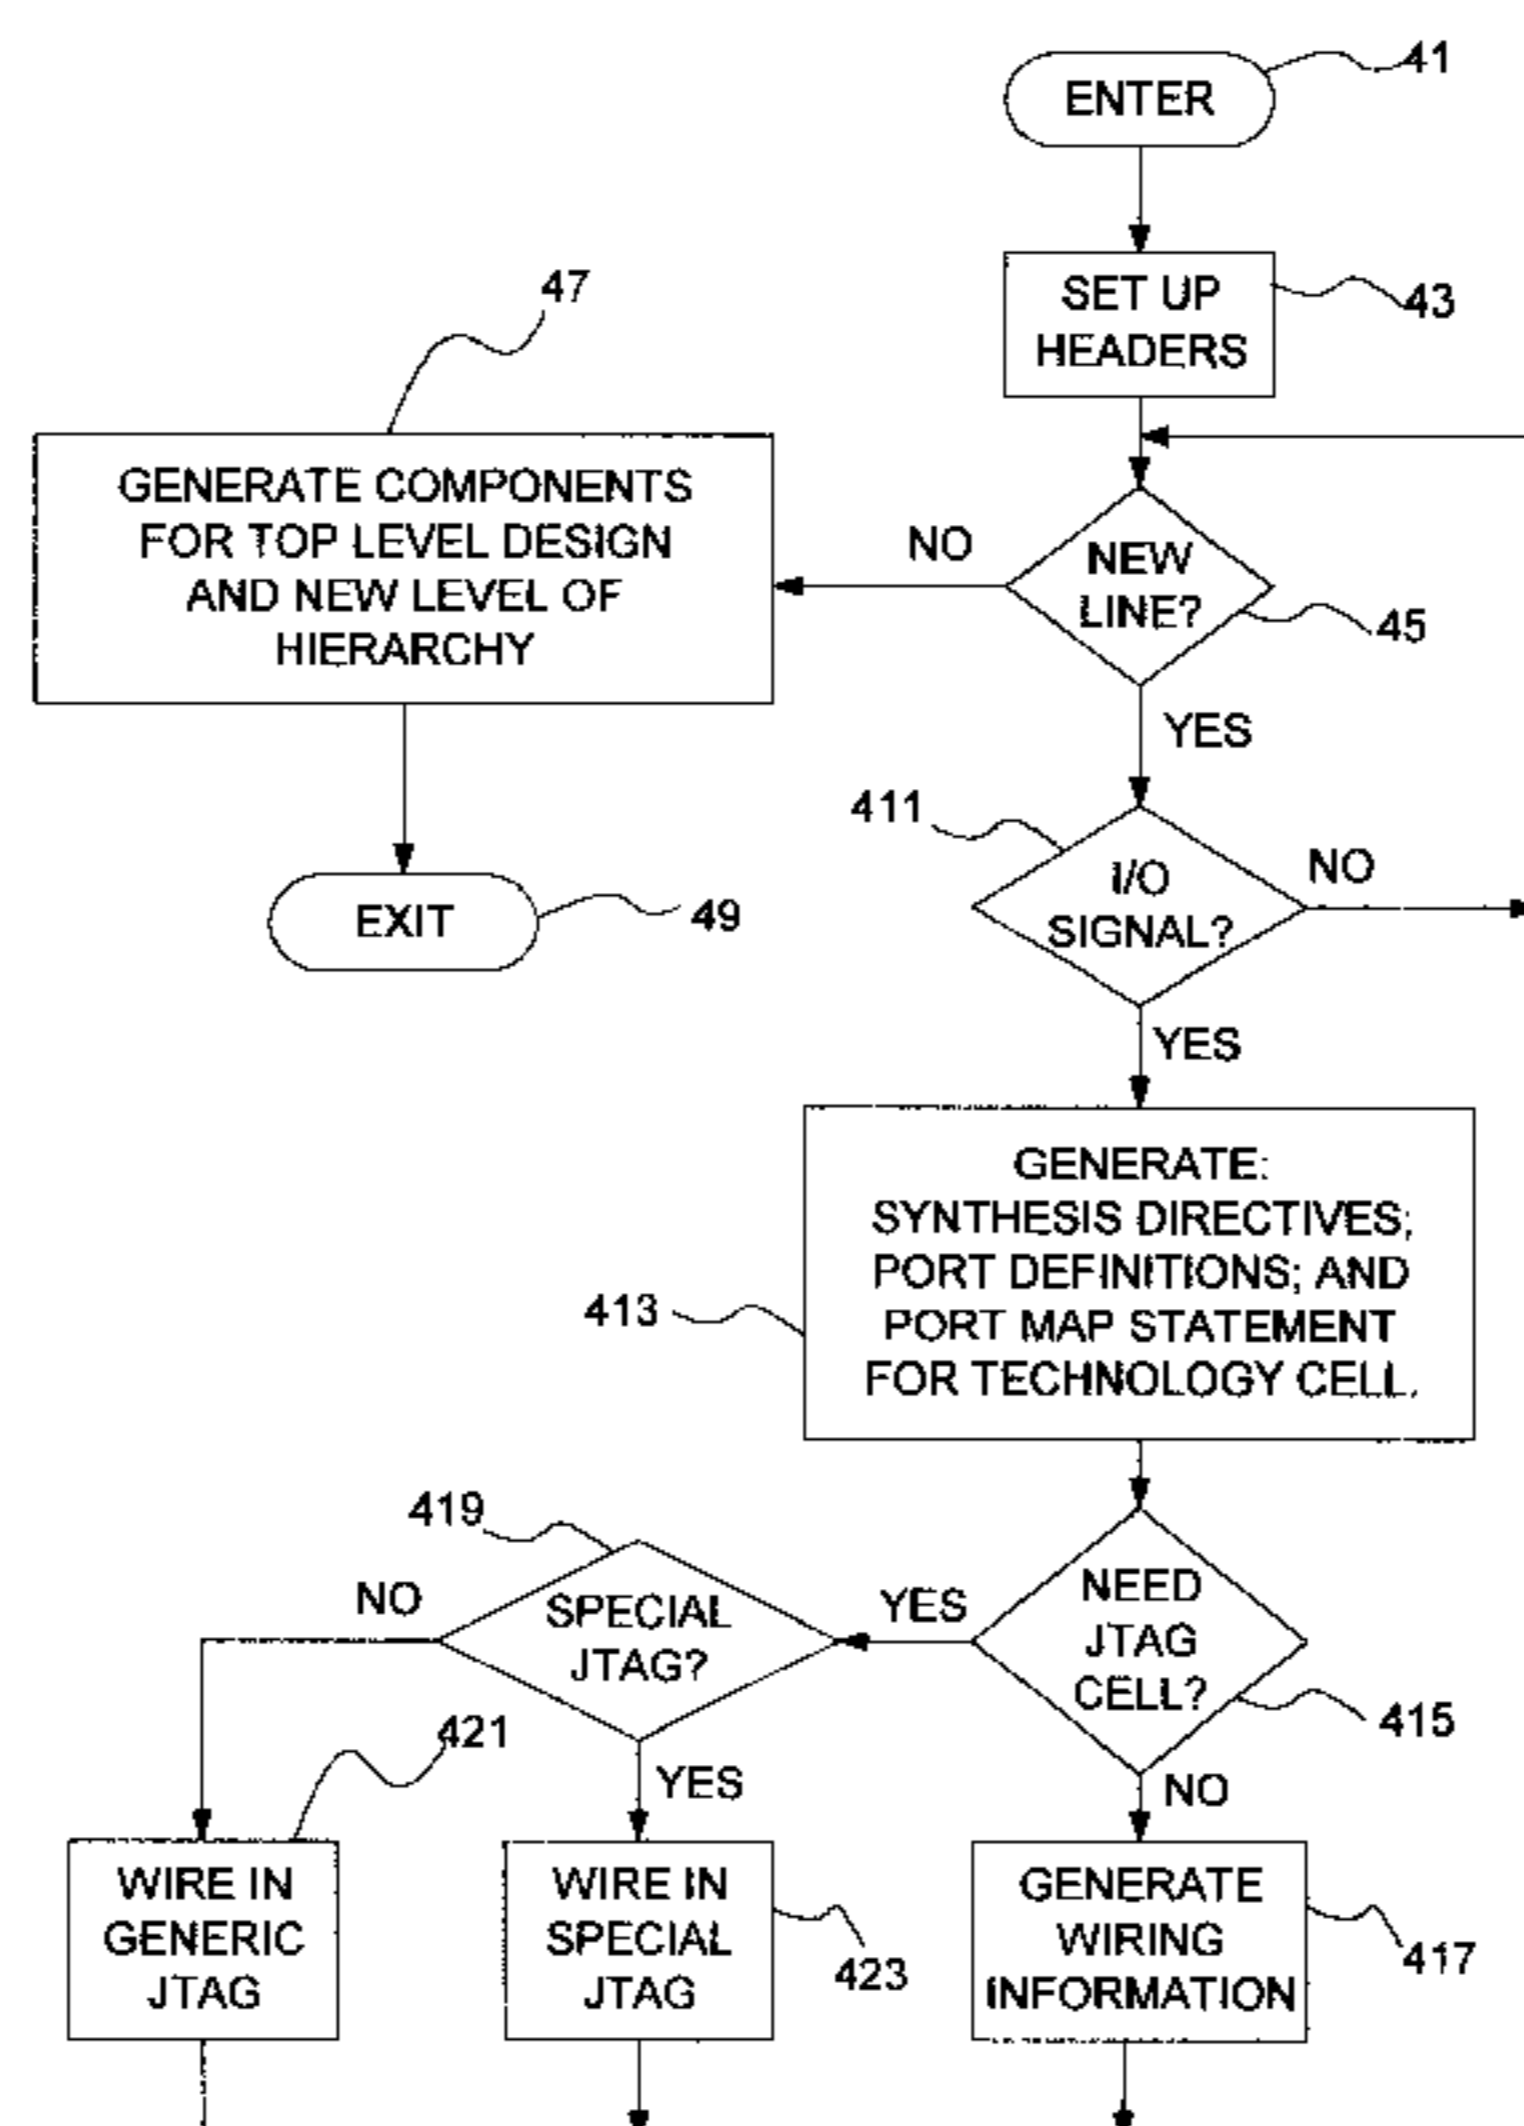 41
ENTER
SET UP
HEADERS
43
47
GENERATE COMPONENTS
FOR TOP LEVEL DESIGN
AND NEW LEVEL OF
HIERARCHY
NO
NEW
LINE?
45
YES
411
I/O
SIGNAL?
NO
EXIT
49
YES
GENERATE:
SYNTHESIS DIRECTIVES;
PORT DEFINITIONS; AND
PORT MAP STATEMENT
FOR TECHNOLOGY CELL.
413
419
NO
SPECIAL
JTAG?
YES
NEED
JTAG
CELL?
415
421
YES
NO
WIRE IN
GENERIC
JTAG
WIRE IN
SPECIAL
JTAG
423
GENERATE
WIRING
INFORMATION
417